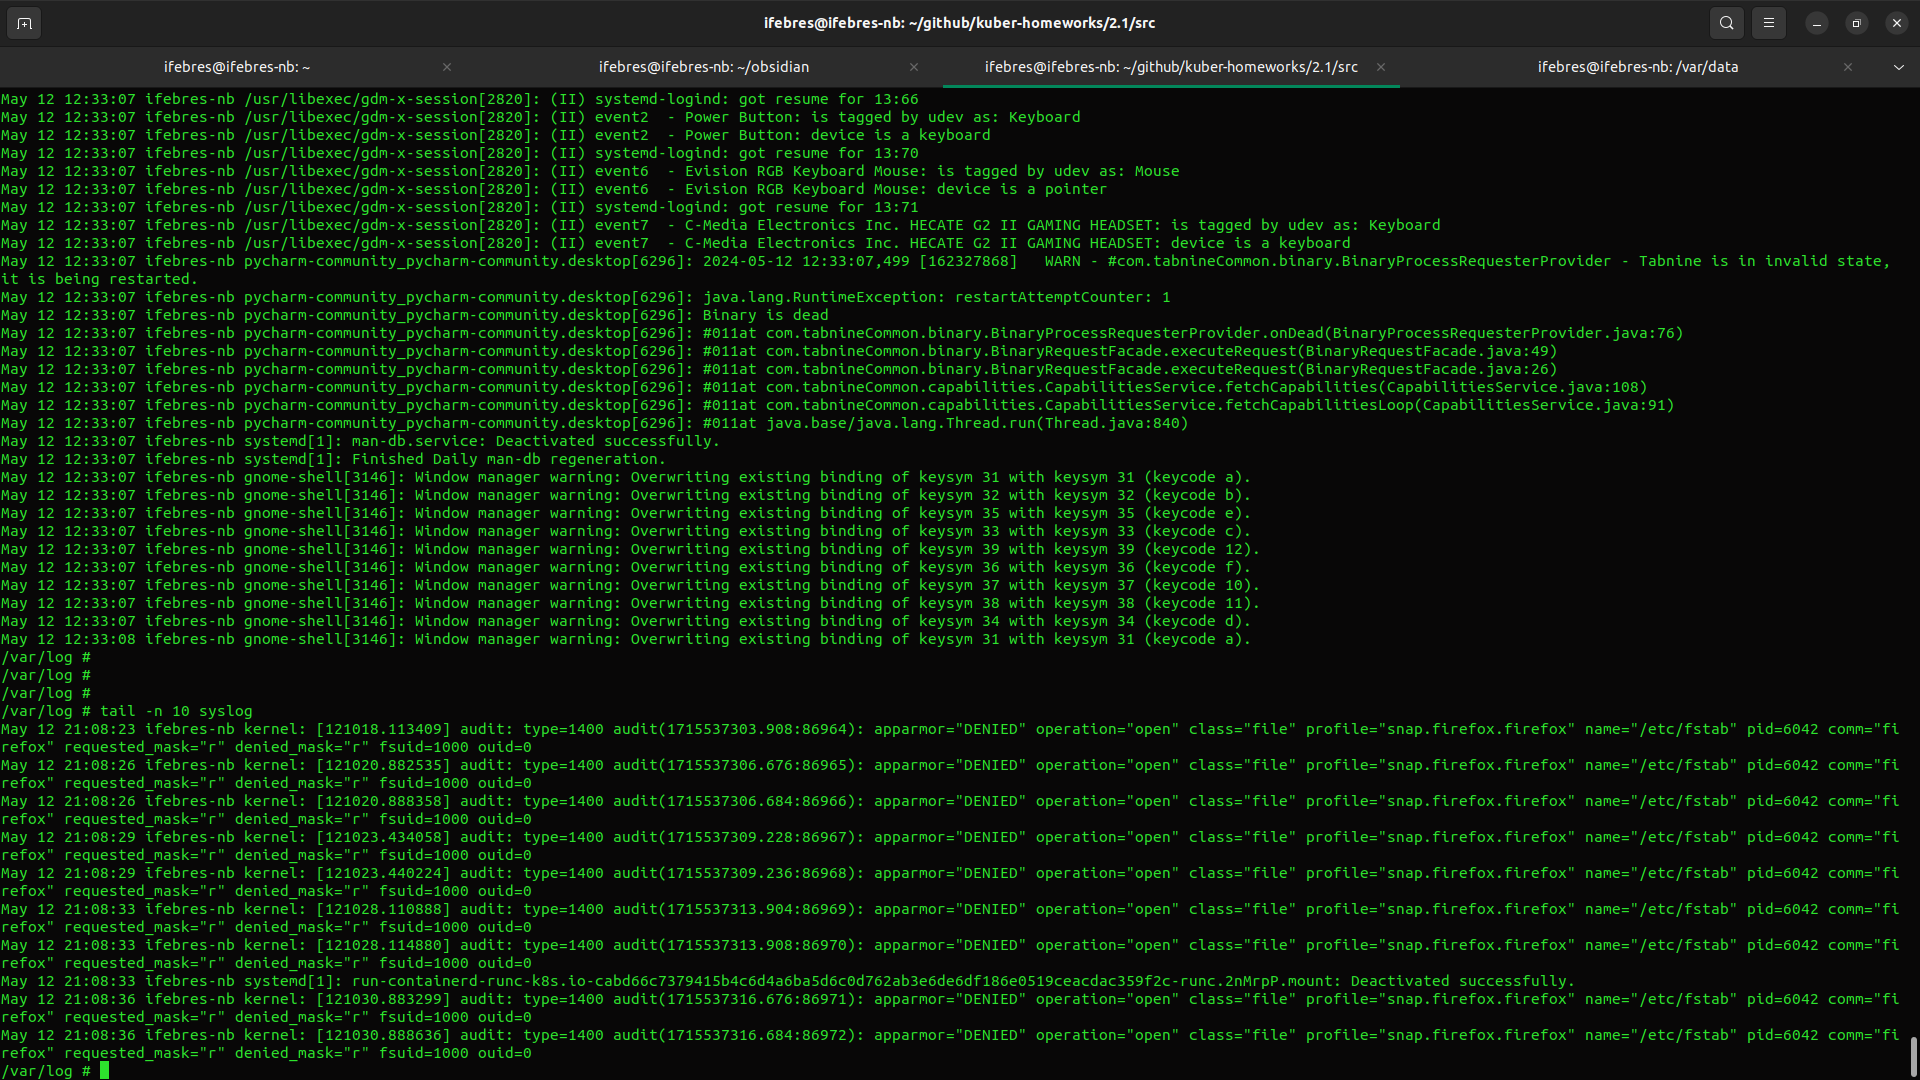 ifebres@ifebres-nb: ~/github/kuber-homeworks/2.1/src
ifebres@ifebres-nb: ~
ifebres@ifebres-nb: ~/obsidian
ifebres@ifebres-nb: ~/github/kuber-homeworks/2.1/src
ifebres@ifebres-nb: /var/data
May 12 12:33:07 ifebres-nb /usr/libexec/gdm-x-session[2820]: (II) systemd-logind: got resume for 13:66
May 12 12:33:07 ifebres-nb /usr/libexec/gdm-x-session[2820]: (II) event2  - Power Button: is tagged by udev as: Keyboard
May 12 12:33:07 ifebres-nb /usr/libexec/gdm-x-session[2820]: (II) event2  - Power Button: device is a keyboard
May 12 12:33:07 ifebres-nb /usr/libexec/gdm-x-session[2820]: (II) systemd-logind: got resume for 13:70
May 12 12:33:07 ifebres-nb /usr/libexec/gdm-x-session[2820]: (II) event6  - Evision RGB Keyboard Mouse: is tagged by udev as: Mouse
May 12 12:33:07 ifebres-nb /usr/libexec/gdm-x-session[2820]: (II) event6  - Evision RGB Keyboard Mouse: device is a pointer
May 12 12:33:07 ifebres-nb /usr/libexec/gdm-x-session[2820]: (II) systemd-logind: got resume for 13:71
May 12 12:33:07 ifebres-nb /usr/libexec/gdm-x-session[2820]: (II) event7  - C-Media Electronics Inc. HECATE G2 II GAMING HEADSET: is tagged by udev as: Keyboard
May 12 12:33:07 ifebres-nb /usr/libexec/gdm-x-session[2820]: (II) event7  - C-Media Electronics Inc. HECATE G2 II GAMING HEADSET: device is a keyboard
May 12 12:33:07 ifebres-nb pycharm-community_pycharm-community.desktop[6296]: 2024-05-12 12:33:07,499 [162327868]   WARN - #com.tabnineCommon.binary.BinaryProcessRequesterProvider - Tabnine is in invalid state,
it is being restarted.
May 12 12:33:07 ifebres-nb pycharm-community_pycharm-community.desktop[6296]: java.lang.RuntimeException: restartAttemptCounter: 1
May 12 12:33:07 ifebres-nb pycharm-community_pycharm-community.desktop[6296]: Binary is dead
May 12 12:33:07 ifebres-nb pycharm-community_pycharm-community.desktop[6296]: #011at com.tabnineCommon.binary.BinaryProcessRequesterProvider.onDead(BinaryProcessRequesterProvider.java:76)
May 12 12:33:07 ifebres-nb pycharm-community_pycharm-community.desktop[6296]: #011at com.tabnineCommon.binary.BinaryRequestFacade.executeRequest(BinaryRequestFacade.java:49)
May 12 12:33:07 ifebres-nb pycharm-community_pycharm-community.desktop[6296]: #011at com.tabnineCommon.binary.BinaryRequestFacade.executeRequest(BinaryRequestFacade.java:26)
May 12 12:33:07 ifebres-nb pycharm-community_pycharm-community.desktop[6296]: #011at com.tabnineCommon.capabilities.CapabilitiesService.fetchCapabilities(CapabilitiesService.java:108)
May 12 12:33:07 ifebres-nb pycharm-community_pycharm-community.desktop[6296]: #011at com.tabnineCommon.capabilities.CapabilitiesService.fetchCapabilitiesLoop(CapabilitiesService.java:91)
May 12 12:33:07 ifebres-nb pycharm-community_pycharm-community.desktop[6296]: #011at java.base/java.lang.Thread.run(Thread.java:840)
May 12 12:33:07 ifebres-nb systemd[1]: man-db.service: Deactivated successfully.
May 12 12:33:07 ifebres-nb systemd[1]: Finished Daily man-db regeneration.
May 12 12:33:07 ifebres-nb gnome-shell[3146]: Window manager warning: Overwriting existing binding of keysym 31 with keysym 31 (keycode a).
May 12 12:33:07 ifebres-nb gnome-shell[3146]: Window manager warning: Overwriting existing binding of keysym 32 with keysym 32 (keycode b).
May 12 12:33:07 ifebres-nb gnome-shell[3146]: Window manager warning: Overwriting existing binding of keysym 35 with keysym 35 (keycode e).
May 12 12:33:07 ifebres-nb gnome-shell[3146]: Window manager warning: Overwriting existing binding of keysym 33 with keysym 33 (keycode c).
May 12 12:33:07 ifebres-nb gnome-shell[3146]: Window manager warning: Overwriting existing binding of keysym 39 with keysym 39 (keycode 12).
May 12 12:33:07 ifebres-nb gnome-shell[3146]: Window manager warning: Overwriting existing binding of keysym 36 with keysym 36 (keycode f).
May 12 12:33:07 ifebres-nb gnome-shell[3146]: Window manager warning: Overwriting existing binding of keysym 37 with keysym 37 (keycode 10).
May 12 12:33:07 ifebres-nb gnome-shell[3146]: Window manager warning: Overwriting existing binding of keysym 38 with keysym 38 (keycode 11).
May 12 12:33:07 ifebres-nb gnome-shell[3146]: Window manager warning: Overwriting existing binding of keysym 34 with keysym 34 (keycode d).
May 12 12:33:08 ifebres-nb gnome-shell[3146]: Window manager warning: Overwriting existing binding of keysym 31 with keysym 31 (keycode a).
/var/log #
/var/log #
/var/log #
/var/log # tail -n 10 syslog
May 12 21:08:23 ifebres-nb kernel: [121018.113409] audit: type=1400 audit(1715537303.908:86964): apparmor="DENIED" operation="open" class="file" profile="snap.firefox.firefox" name="/etc/fstab" pid=6042 comm="fi
refox" requested_mask="r" denied_mask="r" fsuid=1000 ouid=0
May 12 21:08:26 ifebres-nb kernel: [121020.882535] audit: type=1400 audit(1715537306.676:86965): apparmor="DENIED" operation="open" class="file" profile="snap.firefox.firefox" name="/etc/fstab" pid=6042 comm="fi
refox" requested_mask="r" denied_mask="r" fsuid=1000 ouid=0
May 12 21:08:26 ifebres-nb kernel: [121020.888358] audit: type=1400 audit(1715537306.684:86966): apparmor="DENIED" operation="open" class="file" profile="snap.firefox.firefox" name="/etc/fstab" pid=6042 comm="fi
refox" requested_mask="r" denied_mask="r" fsuid=1000 ouid=0
May 12 21:08:29 ifebres-nb kernel: [121023.434058] audit: type=1400 audit(1715537309.228:86967): apparmor="DENIED" operation="open" class="file" profile="snap.firefox.firefox" name="/etc/fstab" pid=6042 comm="fi
refox" requested_mask="r" denied_mask="r" fsuid=1000 ouid=0
May 12 21:08:29 ifebres-nb kernel: [121023.440224] audit: type=1400 audit(1715537309.236:86968): apparmor="DENIED" operation="open" class="file" profile="snap.firefox.firefox" name="/etc/fstab" pid=6042 comm="fi
refox" requested_mask="r" denied_mask="r" fsuid=1000 ouid=0
May 12 21:08:33 ifebres-nb kernel: [121028.110888] audit: type=1400 audit(1715537313.904:86969): apparmor="DENIED" operation="open" class="file" profile="snap.firefox.firefox" name="/etc/fstab" pid=6042 comm="fi
refox" requested_mask="r" denied_mask="r" fsuid=1000 ouid=0
May 12 21:08:33 ifebres-nb kernel: [121028.114880] audit: type=1400 audit(1715537313.908:86970): apparmor="DENIED" operation="open" class="file" profile="snap.firefox.firefox" name="/etc/fstab" pid=6042 comm="fi
refox" requested_mask="r" denied_mask="r" fsuid=1000 ouid=0
May 12 21:08:33 ifebres-nb systemd[1]: run-containerd-runc-k8s.io-cabd66c7379415b4c6d4a6ba5d6c0d762ab3e6de6df186e0519ceacdac359f2c-runc.2nMrpP.mount: Deactivated successfully.
May 12 21:08:36 ifebres-nb kernel: [121030.883299] audit: type=1400 audit(1715537316.676:86971): apparmor="DENIED" operation="open" class="file" profile="snap.firefox.firefox" name="/etc/fstab" pid=6042 comm="fi
refox" requested_mask="r" denied_mask="r" fsuid=1000 ouid=0
May 12 21:08:36 ifebres-nb kernel: [121030.888636] audit: type=1400 audit(1715537316.684:86972): apparmor="DENIED" operation="open" class="file" profile="snap.firefox.firefox" name="/etc/fstab" pid=6042 comm="fi
refox" requested_mask="r" denied_mask="r" fsuid=1000 ouid=0
/var/log #